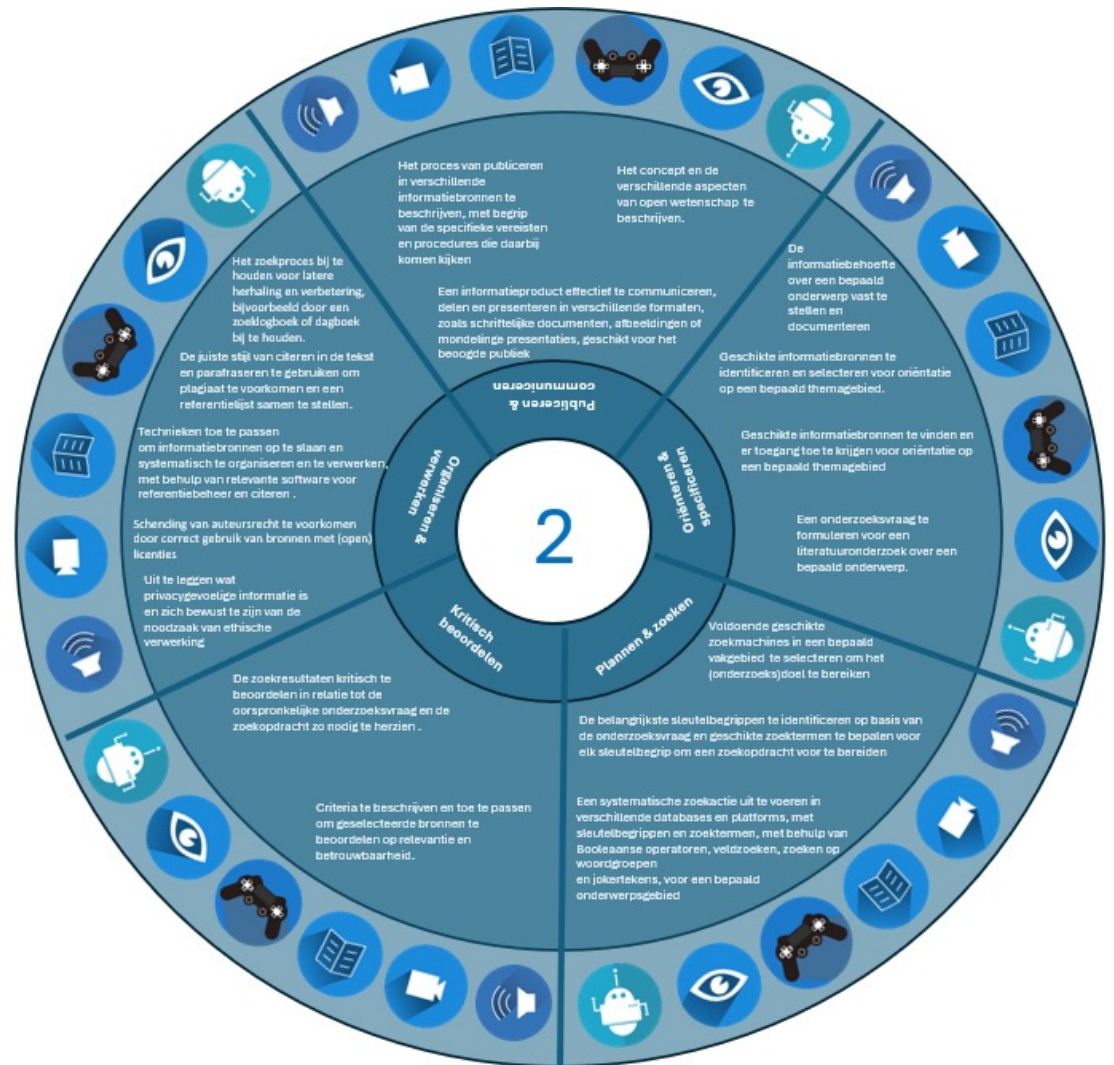 Het proces van publiceren
in verschillende
informatiebronnen te
beschrijven, met begrip
van de specifieke vereisten
en procedures die daarbij
komen kijken
Het concept en de
verschillende aspecten
van open wetenschap te
beschrijven.
Een informatieproduct effectief te communiceren,
delen en presenteren in verschillende formaten,
zoals schriftelijke documenten, afbeeldingen of
mondelinge presentaties, geschikt voor het
beoogde publiek
Publiceren &
communiceren
De
informatiebehoefte
over een bepaald
onderwerp vast te
stellen en
documenteren
Geschikte informatiebronnen te
identificeren en selecteren voor oriëntatie
op een bepaald themagebied.
Geschikte informatiebronnen te vinden en
er toegang toe te krijgen voor oriëntatie op
een bepaald themagebied
Een onderzoeksvraag te
formuleren voor een
literatuuronderzoek over een
bepaald onderwerp.
Oriënteren &
specificeren
Voldoende geschikte
zoekmachines in een bepaald
vakgebied te selecteren om het
(onderzoeks)doel te bereiken
De belangrijkste sleutelbegrippen te identificeren op basis van
de onderzoeksvraag en geschikte zoektermen te bepalen voor
elk sleutelbegrip om een zoekopdracht voor te bereiden
Een systematische zoekactie uit te voeren in
verschillende databases en platforms, met
sleutelbegrippen en zoektermen, met behulp van
Booleaanse operatoren, veldzoeken, zoeken op
woordgroepen
en jokertekens, voor een bepaald
onderwerpsgebied
Plannen & zoeken
De zoekresultaten kritisch te
beoordelen in relatie tot de
oorspronkelijke onderzoeksvraag en de
zoekopdracht zo nodig te herzien .
Criteria te beschrijven en toe te passen
om geselecteerde bronnen te
beoordelen op relevantie en
betrouwbaarheid.
Kritisch
beoordelen
Het zoekproces bij te
houden voor latere
herhaling en verbetering,
bijvoorbeeld door een
zoeklogboek of dagboek
bij te houden.
De juiste stijl van citeren in de tekst
en parafraseren te gebruiken om
plagiaat te voorkomen en een
referentielijst samen te stellen.
Technieken toe te passen
om informatiebronnen op te slaan en
systematisch te organiseren en te verwerken,
met behulp van relevante software voor
referentiebeheer en citeren .
Schending van auteursrecht te voorkomen
door correct gebruik van bronnen met (open)
licenties
Uit te leggen wat
privacygevoelige informatie is
en zich bewust te zijn van de
noodzaak van ethische
verwerking
Organiseren &
verwerken
2